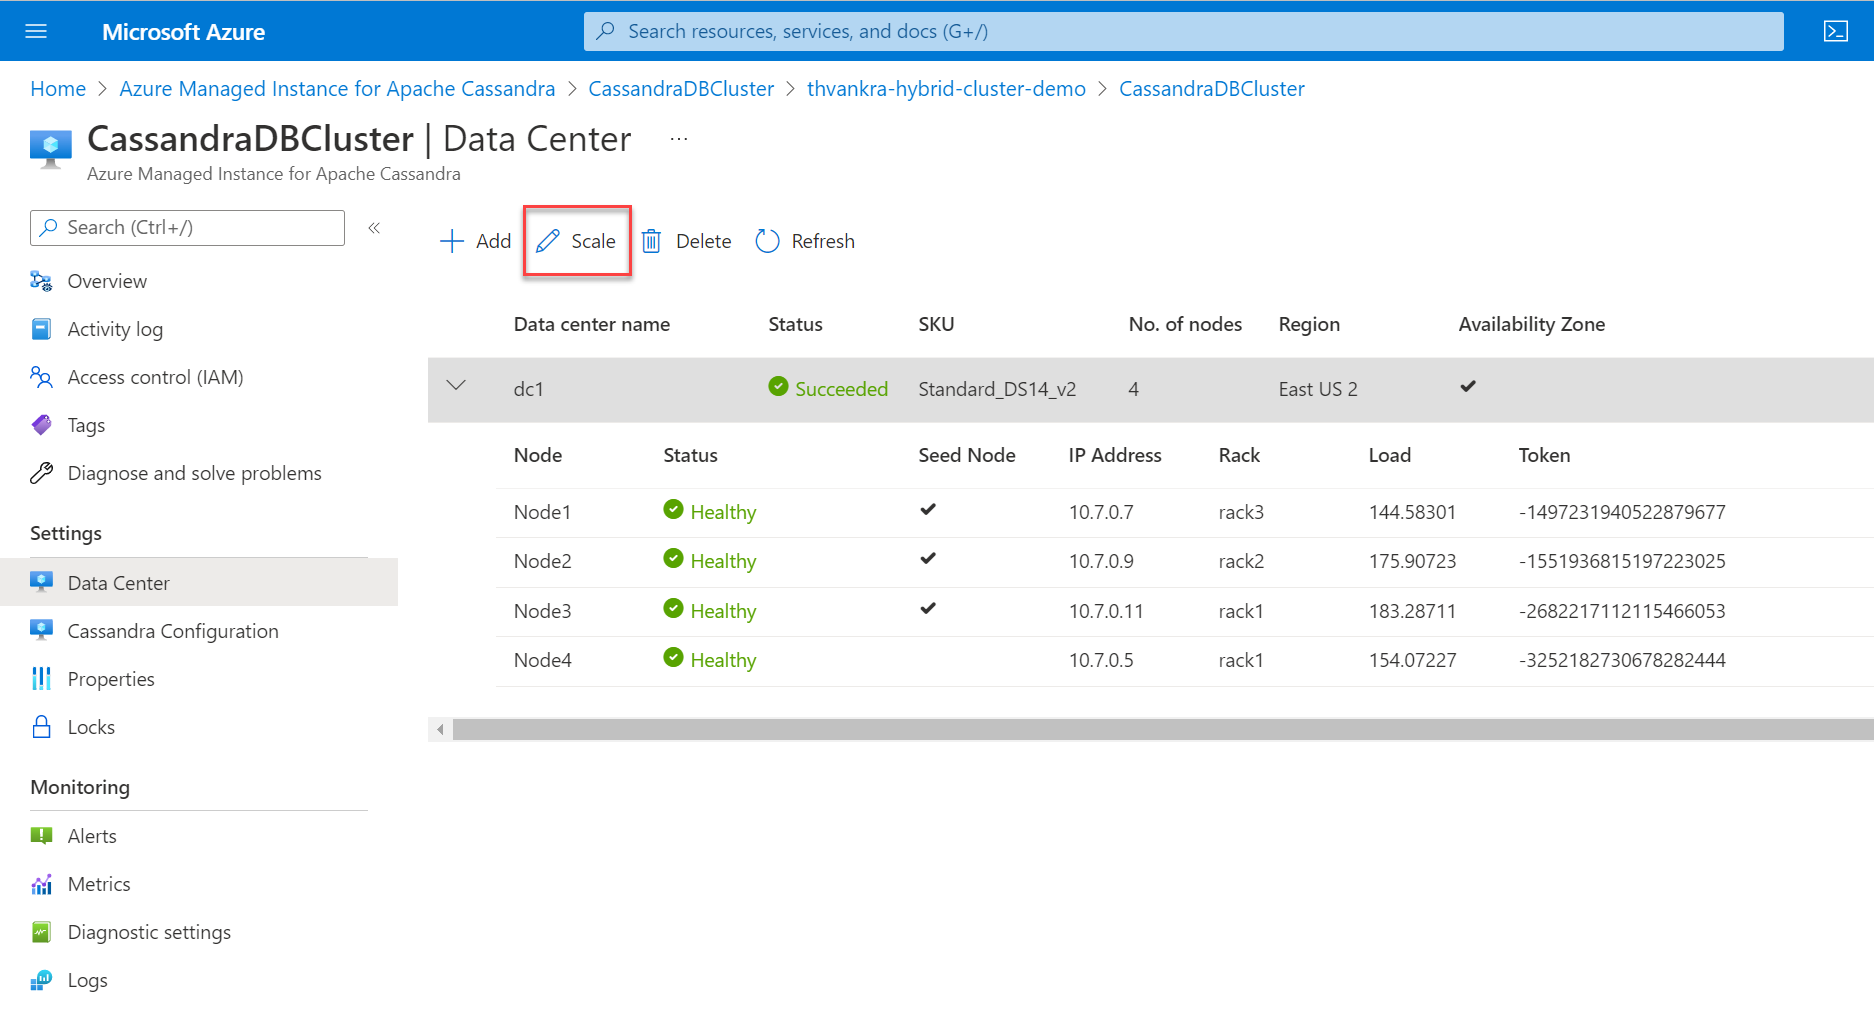 Microsoft Azure
Search resources, services, and docs (G+/)
Home > Azure Managed Instance for Apache Cassandra > CassandraDBCluster > thvankra-hybrid-cluster-demo > CassandraDBCluster
CassandraDBCluster | Data Center ...
Azure Managed Instance for Apache Cassandra
Search (Ctrl+/) «
Overview
Activity log
Access control (IAM)
Tags
Diagnose and solve problems
Settings
Data Center
Cassandra Configuration
Properties
Locks
Monitoring
Alerts
Metrics
Diagnostic settings
Logs
Add Scale Delete Refresh
Data center name Status SKU No. of nodes Region Availability Zone
dc1 Succeeded Standard_DS14_v2 4 East US 2
Node Status Seed Node IP Address Rack Load Token
Node1 Healthy 10.7.0.7 rack3 144.58301 -1497231940522879677
Node2 Healthy 10.7.0.9 rack2 175.90723 -1551936815197223025
Node3 Healthy 10.7.0.11 rack1 183.28711 -2682217112115466053
Node4 Healthy 10.7.0.5 rack1 154.07227 -3252182730678282444